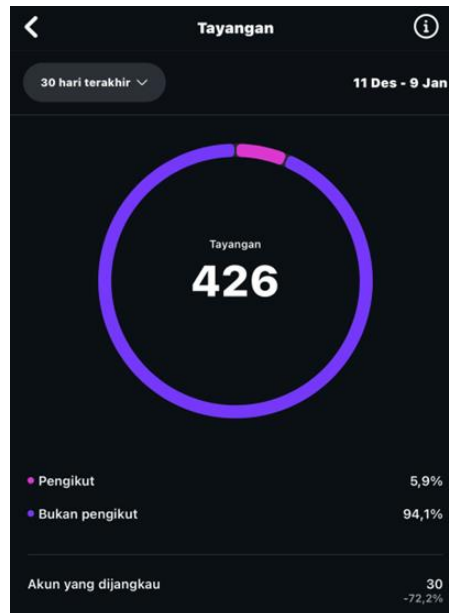 Tayangan
30 hari terakhir
11 Des - 9 Jan
Tayangan
426
Pengikut 5,9%
Bukan pengikut 94,1%
Akun yang dijangkau 30
-72,2%